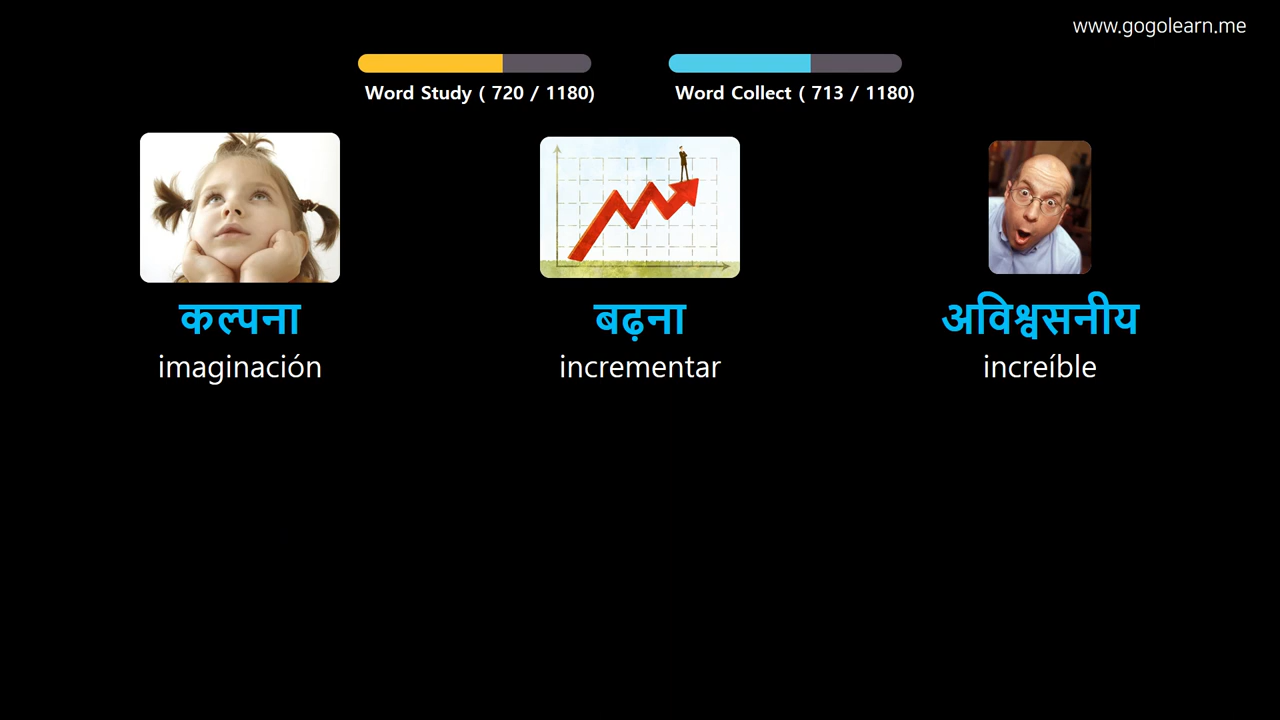 www.gogolearn.me
Word Study ( 720 / 1180)
Word Collect ( 713 / 1180)
कल्पना
बढ़ना
अविश्वसनीय
imaginación
incrementar
increíble